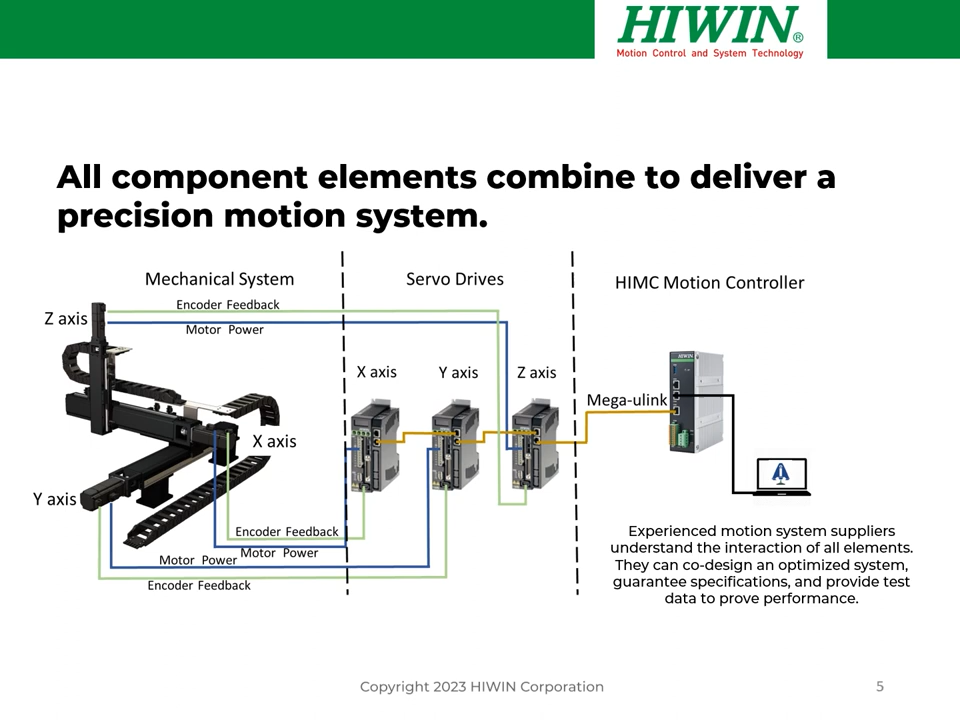 HIWIN®
Motion Control and System Technology
All component elements combine to deliver a
precision motion system.
Mechanical System
Servo Drives
HIMC Motion Controller
Encoder Feedback
Z axis
Motor Power
X axis
Y axis
Z axis
HIWIN
Mega-ulink
X axis
Y axis
Encoder Feedback
Motor Power
Motor Power
Encoder Feedback
Experienced motion system suppliers
understand the interaction of all elements.
They can co-design an optimized system,
guarantee specifications, and provide test
data to prove performance.
Copyright 2023 HIWIN Corporation
5